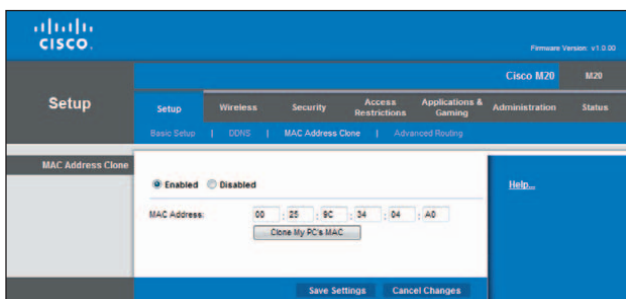 CISCO
Firmware Version: v1.0.00
Cisco M20 M20
Setup
Setup Wireless Security Access Restrictions Applications & Gaming Administration Status
Basic Setup | DDNS | MAC Address Clone | Advanced Routing
MAC Address Clone
Enabled Disabled
Help...
MAC Address: 00 : 25 : 9C : 34 : 04 : A0
Clone My PC's MAC
Save Settings Cancel Changes